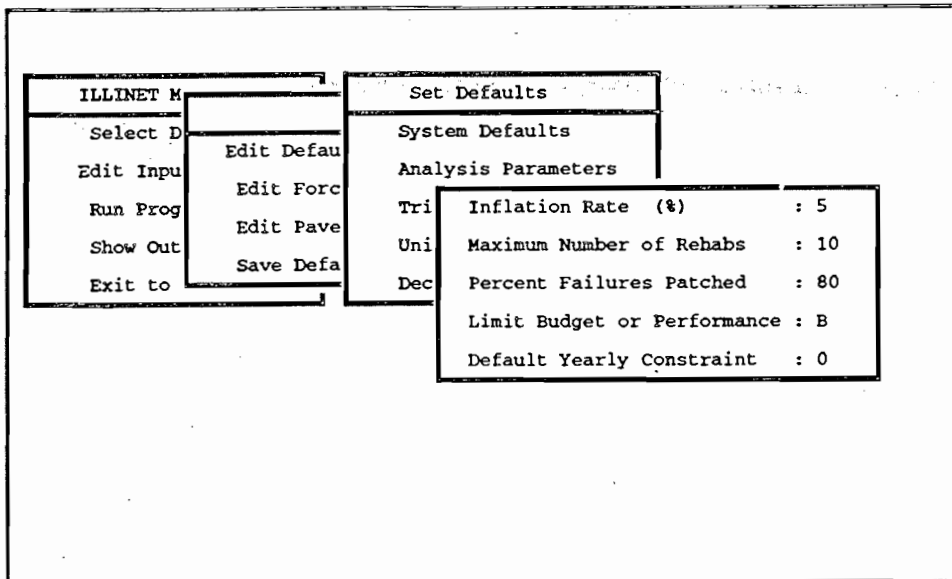 ILLINET M
Select D
Edit Inpu
Run Prog
Show Out
Exit to
Edit Defau
Edit Forc
Edit Pave
Save Defa
Set Defaults
System Defaults
Analysis Parameters
Tri
Uni
Dec
Inflation Rate (%) : 5
Maximum Number of Rehabs : 10
Percent Failures Patched : 80
Limit Budget or Performance : B
Default Yearly Constraint : 0